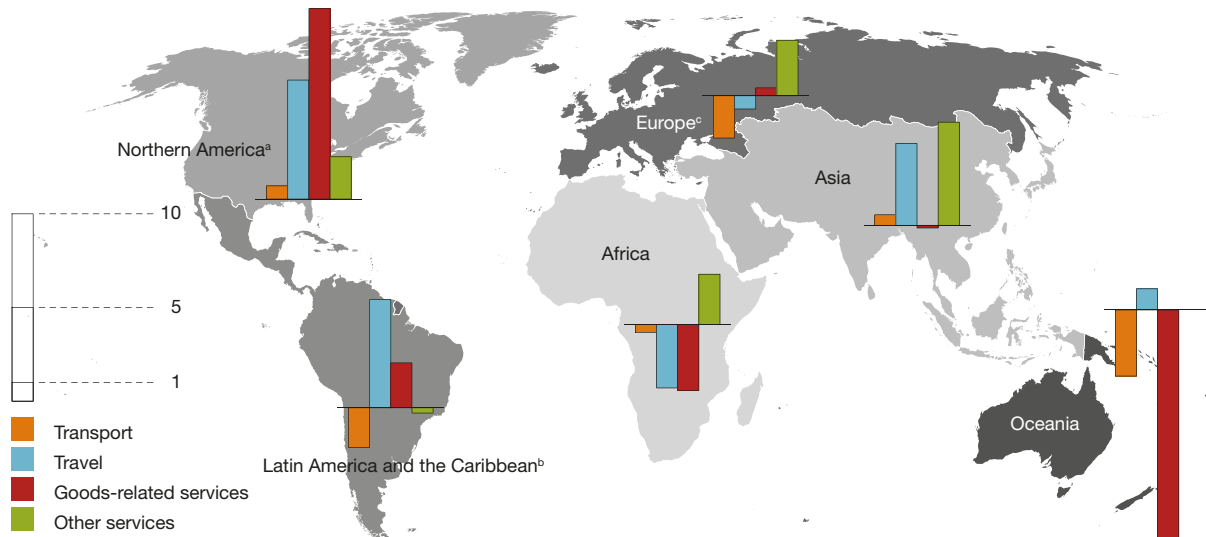 Northern Americaᵃ
Europeᶜ
Asia
Africa
Oceania
Latin America and the Caribbeanᵇ
10
5
1
Transport
Travel
Goods-related services
Other services